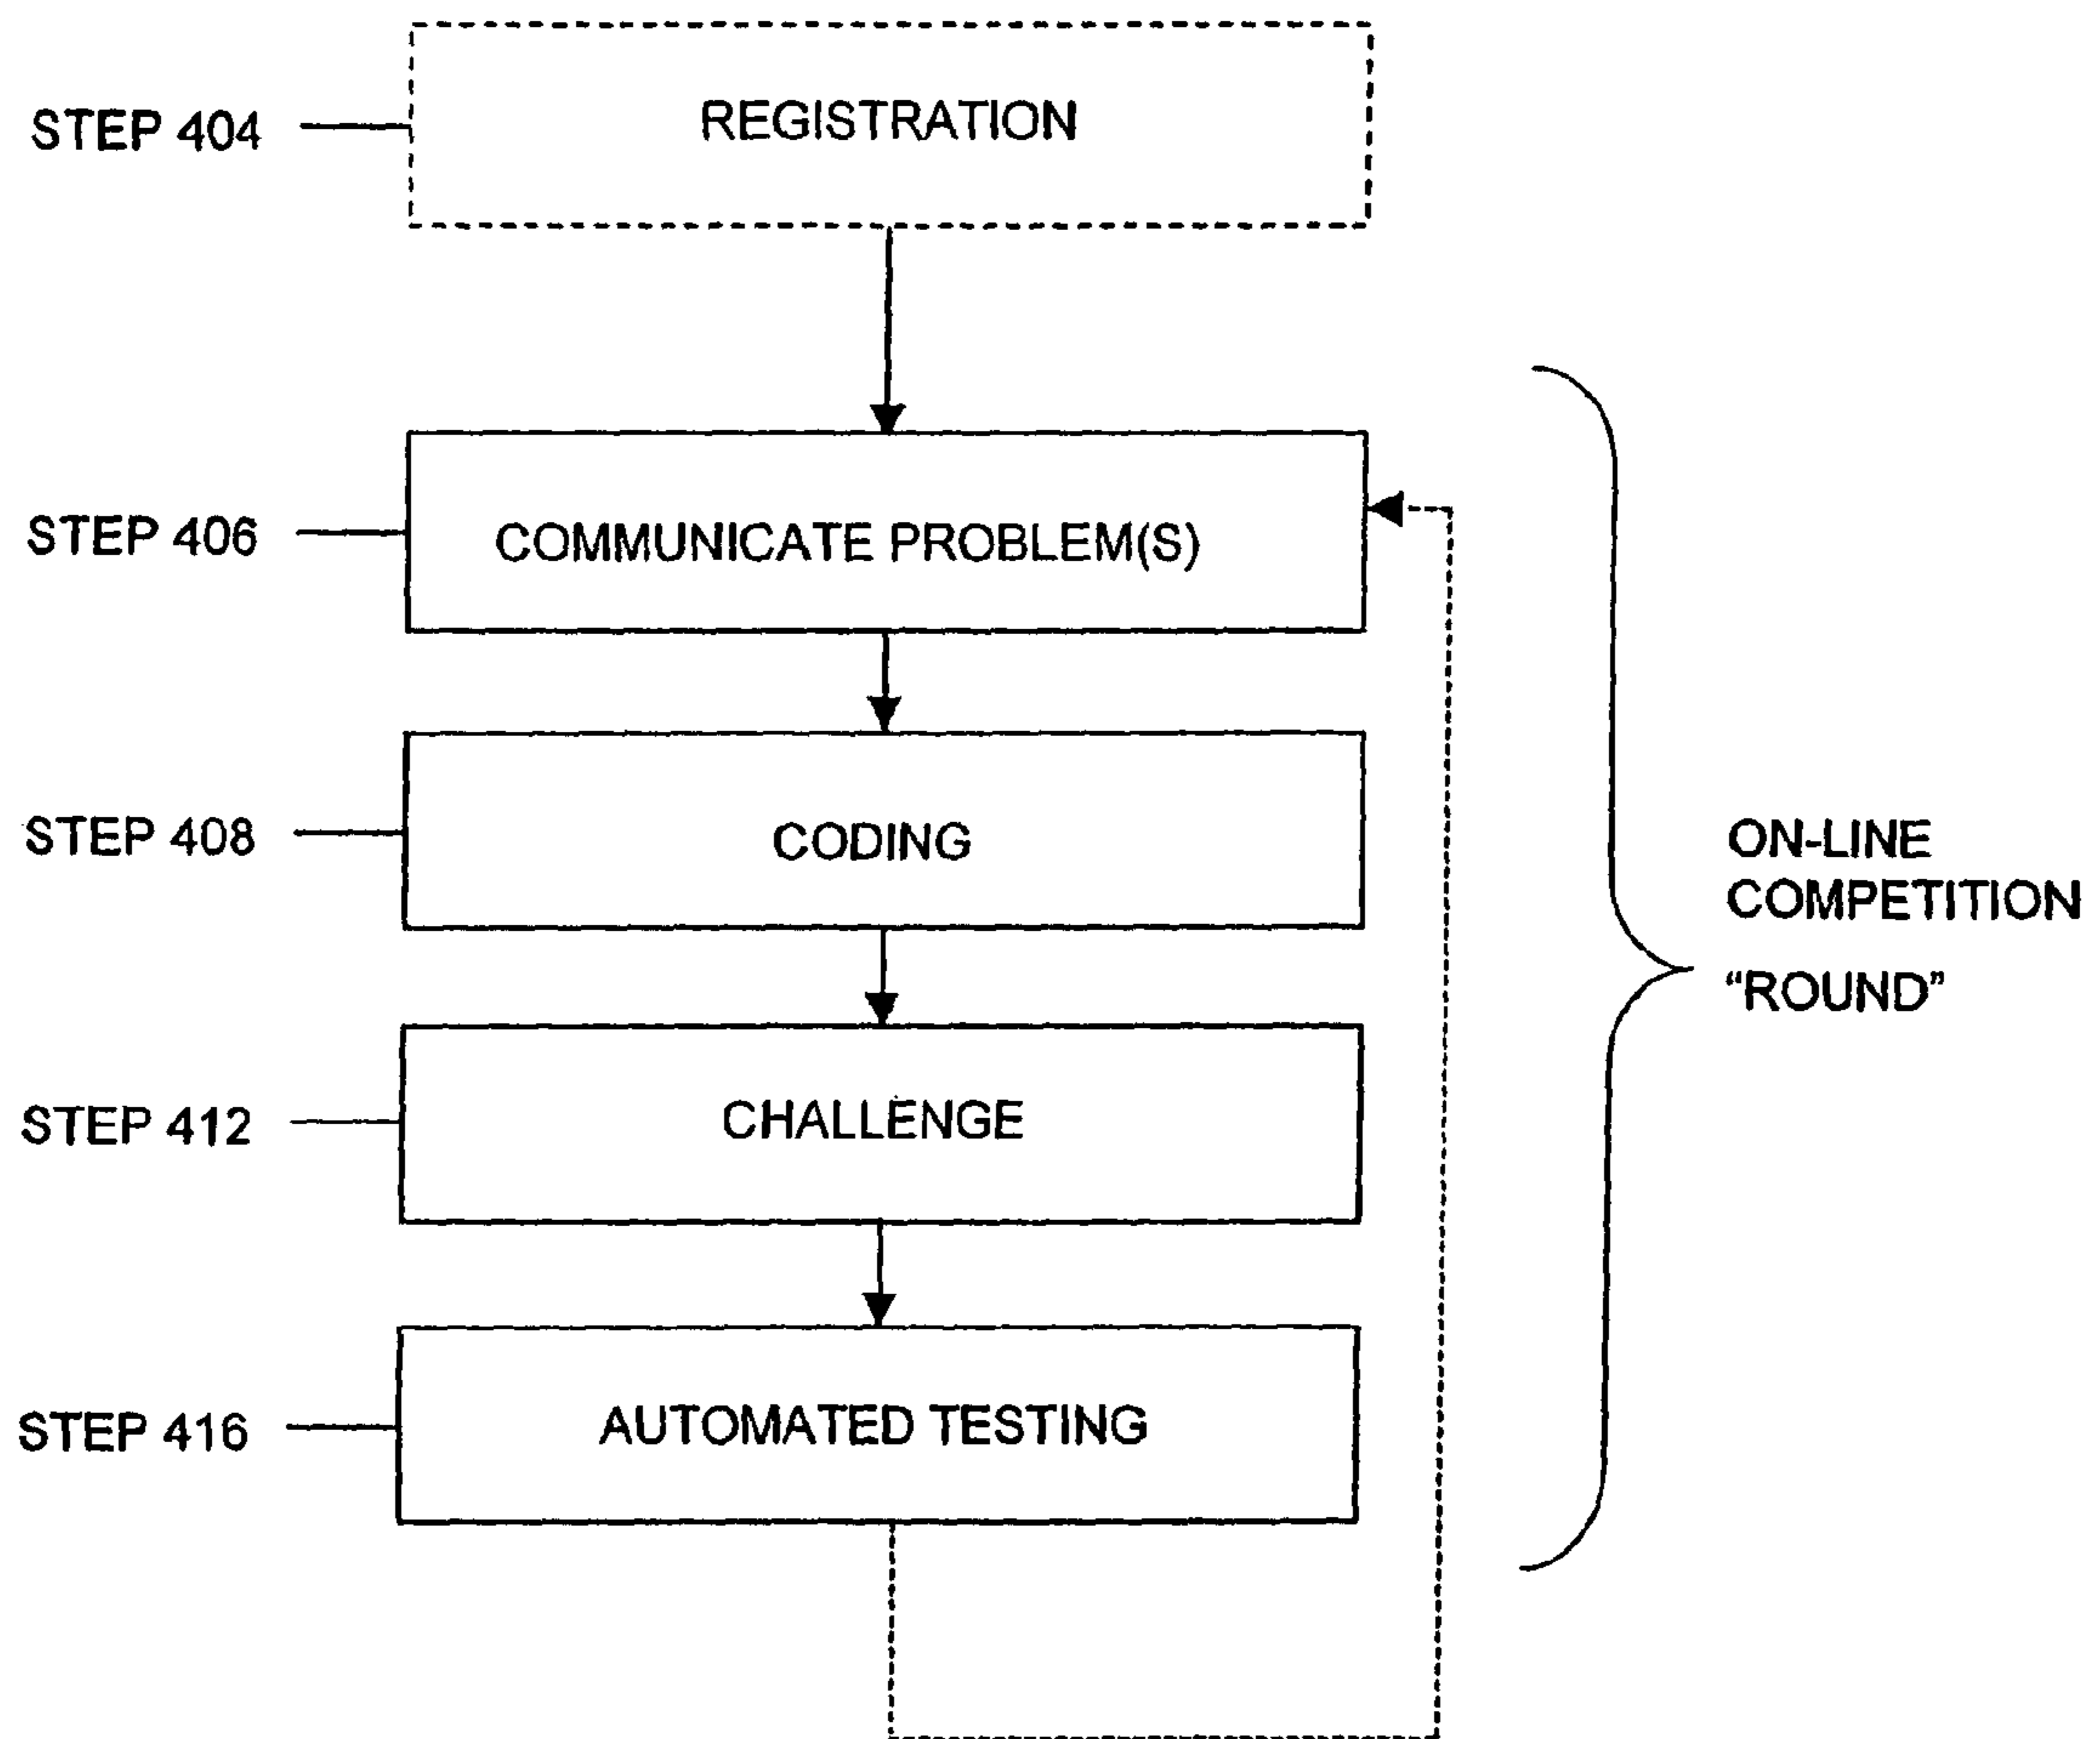 STEP 404
REGISTRATION
STEP 406
COMMUNICATE PROBLEM(S)
STEP 408
CODING
ON-LINE
COMPETITION
“ROUND”
STEP 412
CHALLENGE
STEP 416
AUTOMATED TESTING